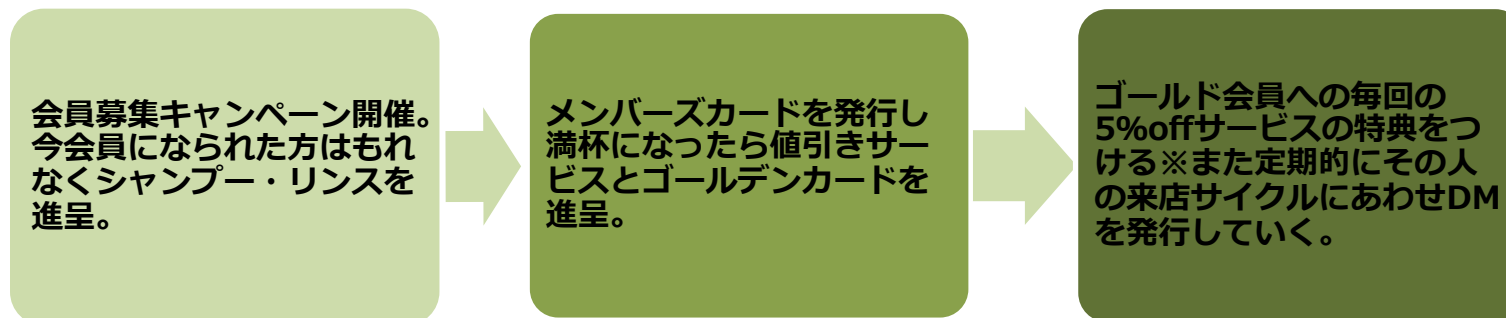 会員募集キャンペーン開催。
今会員になられた方はもれ
なくシャンプー・リンスを
進呈。
メンバーズカードを発行し
満杯になったら値引きサー
ビスとゴールデンカードを
進呈。
ゴールド会員への毎回の
5%offサービスの特典をつ
ける※また定期的にその人
の来店サイクルにあわせDM
を発行していく。